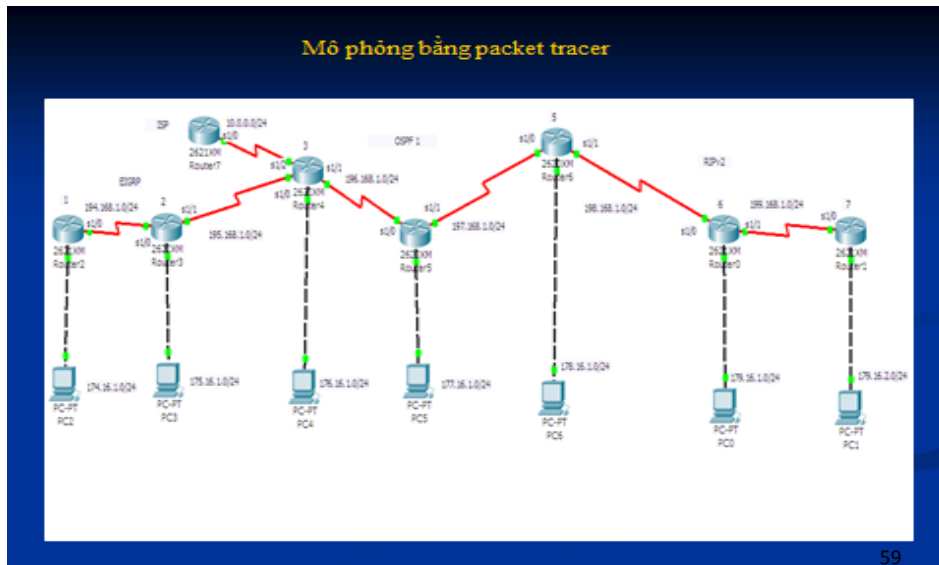 Mô phỏng bằng packet tracer
ISP
10.0.0.0/24
s1/0
2621XM
Router7
3
s1/2
s1/1
s1/0
2621XM
Router4
OSPF 1
196.168.1.0/24
5
s1/0
s1/1
2621XM
Router6
RIPv2
EIGRP
1
194.168.1.0/24
s1/0
2621XM
Router2
2
s1/1
s1/0
2621XM
Router3
195.168.1.0/24
s1/1
s1/0
2621XM
Router5
197.168.1.0/24
198.168.1.0/24
6
s1/0
s1/1
2621XM
Router0
199.168.1.0/24
7
s1/0
2621XM
Router1
174.16.1.0/24
PC-PT
PC2
175.16.1.0/24
PC-PT
PC3
176.16.1.0/24
PC-PT
PC4
177.16.1.0/24
PC-PT
PC5
178.16.1.0/24
PC-PT
PC6
179.16.1.0/24
PC-PT
PC0
179.16.2.0/24
PC-PT
PC1
59